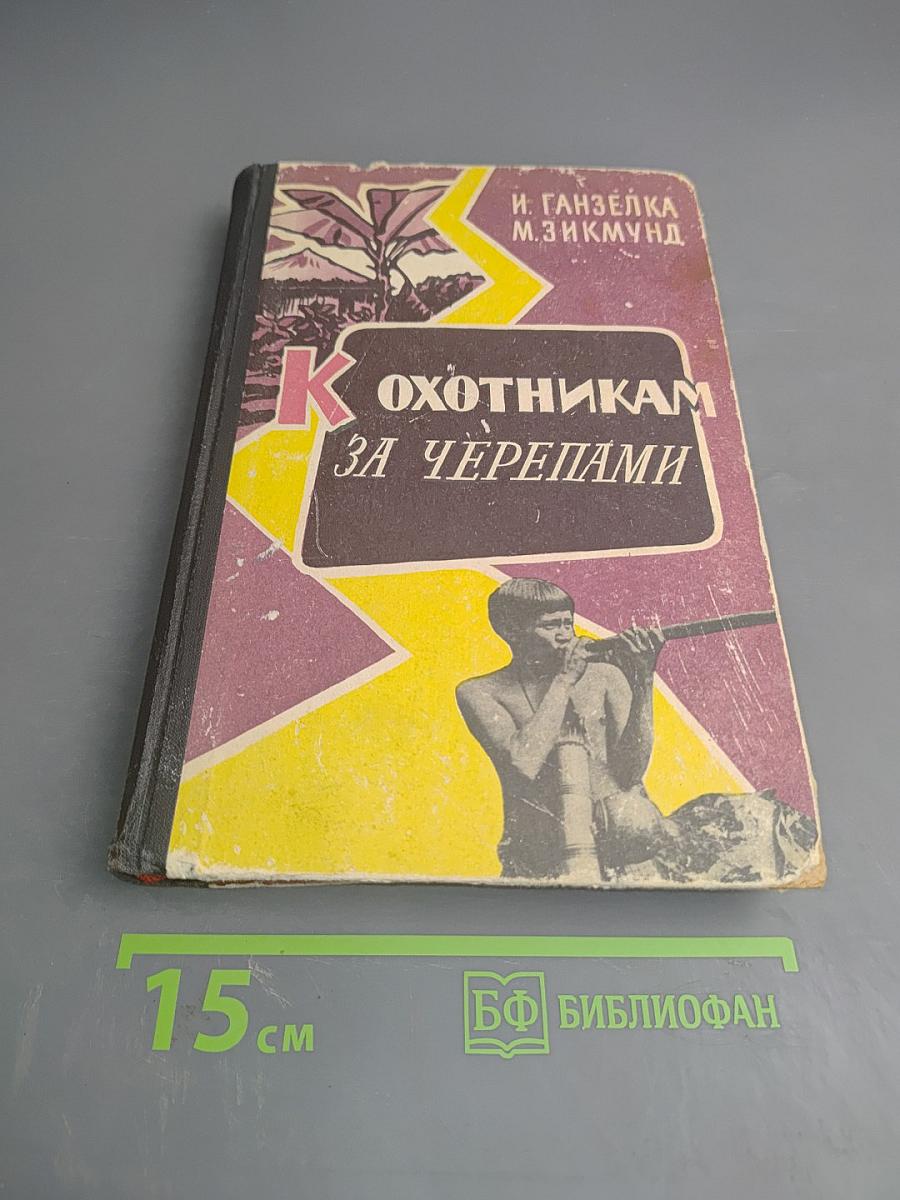 И. ГАНЗЕЛКА
М. ЗИКМУНД
К ОХОТНИКАМ
ЗА ЧЕРЕПАМИ
15 см
БФ БИБЛИОФАН